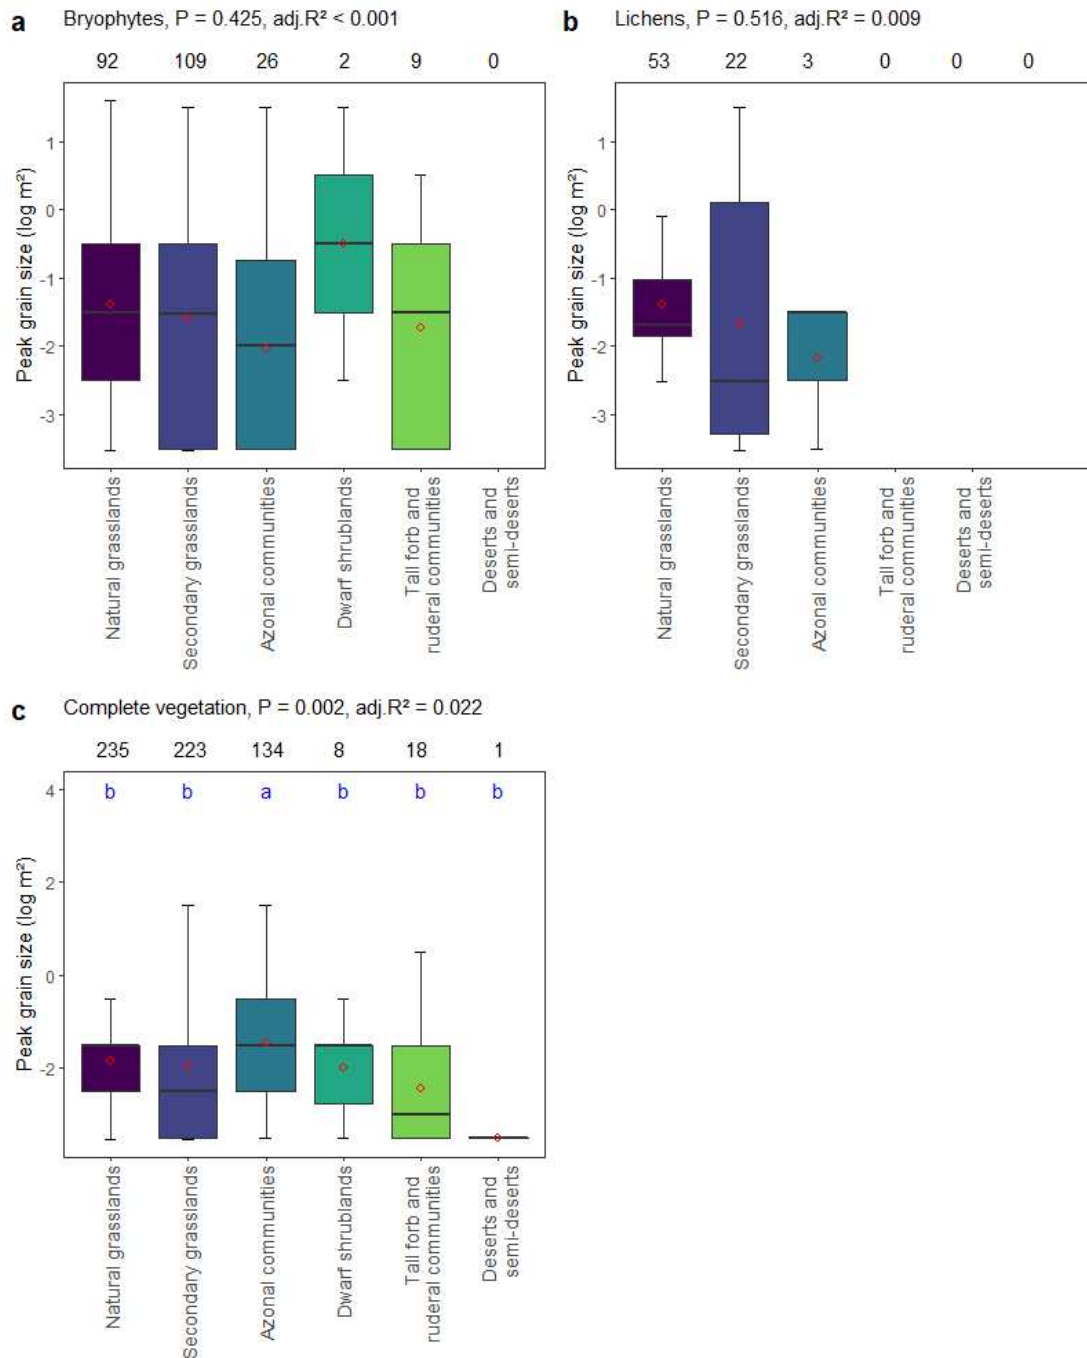 a Bryophytes, P = 0.425, adj.R² < 0.001
92 109 26 2 9 0
Peak grain size (log m²)
1
0
-1
-2
-3
Natural grasslands
Secondary grasslands
Azonal communities
Dwarf shrublands
Tall forb and
ruderal communities
Deserts and
semi-deserts
b Lichens, P = 0.516, adj.R² = 0.009
53 22 3 0 0 0
Peak grain size (log m²)
1
0
-1
-2
-3
Natural grasslands
Secondary grasslands
Azonal communities
Tall forb and
ruderal communities
Deserts and
semi-deserts
c Complete vegetation, P = 0.002, adj.R² = 0.022
235 223 134 8 18 1
b b a b b b
Peak grain size (log m²)
4
2
0
-2
Natural grasslands
Secondary grasslands
Azonal communities
Dwarf shrublands
Tall forb and
ruderal communities
Deserts and
semi-deserts